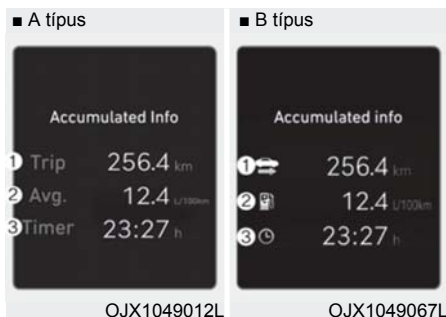 ■ A típus
Accumulated Info
1 Trip 256.4 km
2 Avg. 12.4 L/100km
3 Timer 23:27 h
OJX1049012L
■ B típus
Accumulated info
1 256.4 km
2 12.4 L/100km
3 23:27 h
OJX1049067L